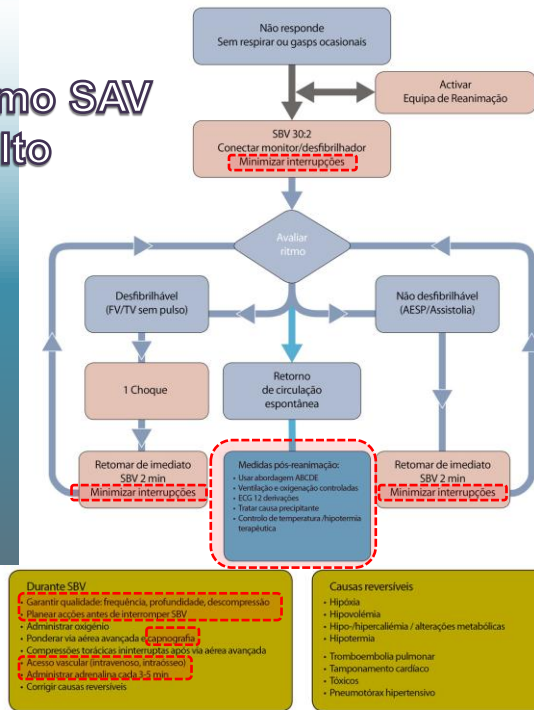 Não responde
Sem respirar ou gasps ocasionais
mo SAV
lto
Activar
Equipa de Reanimação
SBV 30:2
Conectar monitor/desfibrilhador
Minimizar interrupções
Avaliar
ritmo
Desfibrilhável
(FV/TV sem pulso)
Não desfibrilhável
(AESP/Assistolia)
1 Choque
Retorno
de circulação
espontânea
Retomar de imediato
SBV 2 min
Minimizar interrupções
Medidas pós-reanimação:
• Usar abordagem ABCDE
• Ventilação e oxigenação controladas
• ECG 12 derivações
• Tratar causa precipitante
• Controlo de temperatura /hipotermia
terapêutica
Retomar de imediato
SBV 2 min
Minimizar interrupções
Durante SBV
• Garantir qualidade: frequência, profundidade, descompressão
• Planear acções antes de interromper SBV
• Administrar oxigénio
• Ponderar via aérea avançada e capnografia
• Compressões torácicas ininterruptas após via aérea avançada
• Acesso vascular (intravenoso, intraósseo)
• Administrar adrenalina cada 3-5 min
• Corrigir causas reversíveis
Causas reversíveis
• Hipóxia
• Hipovolémia
• Hipo-/hipercaliémia / alterações metabólicas
• Hipotermia
• Tromboembolia pulmonar
• Tamponamento cardíaco
• Tóxicos
• Pneumotórax hipertensivo